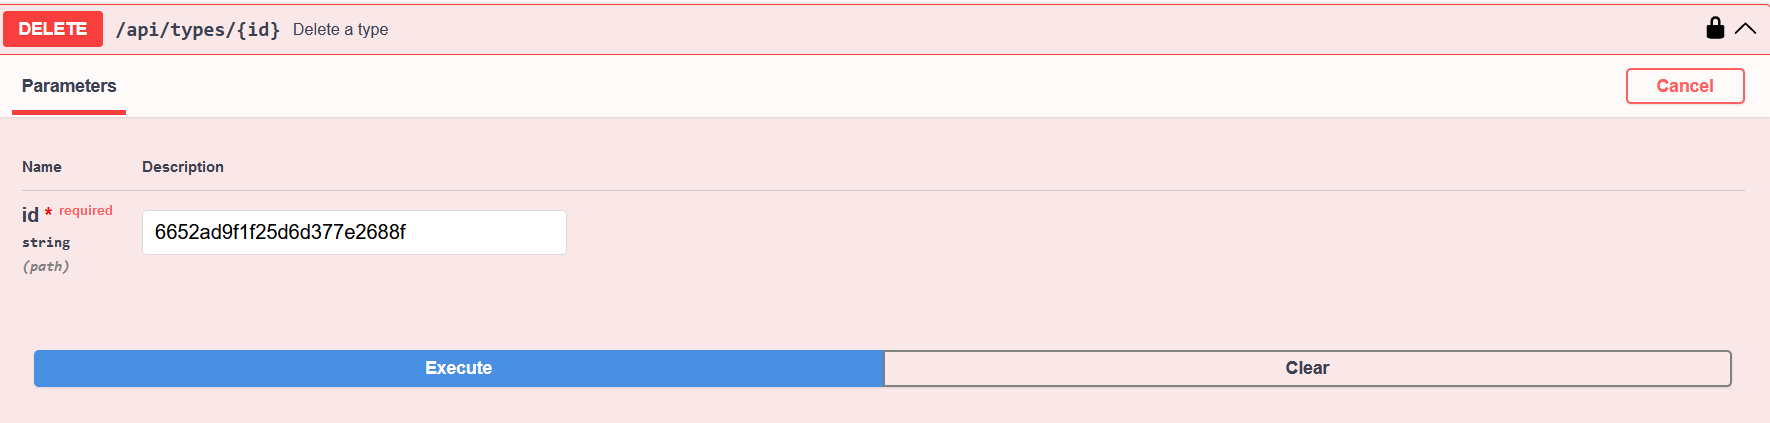 DELETE /api/types/{id} Delete a type
Parameters
Cancel
Name Description
id * required
string
(path)
6652ad9f1f25d6d377e2688f
Execute Clear